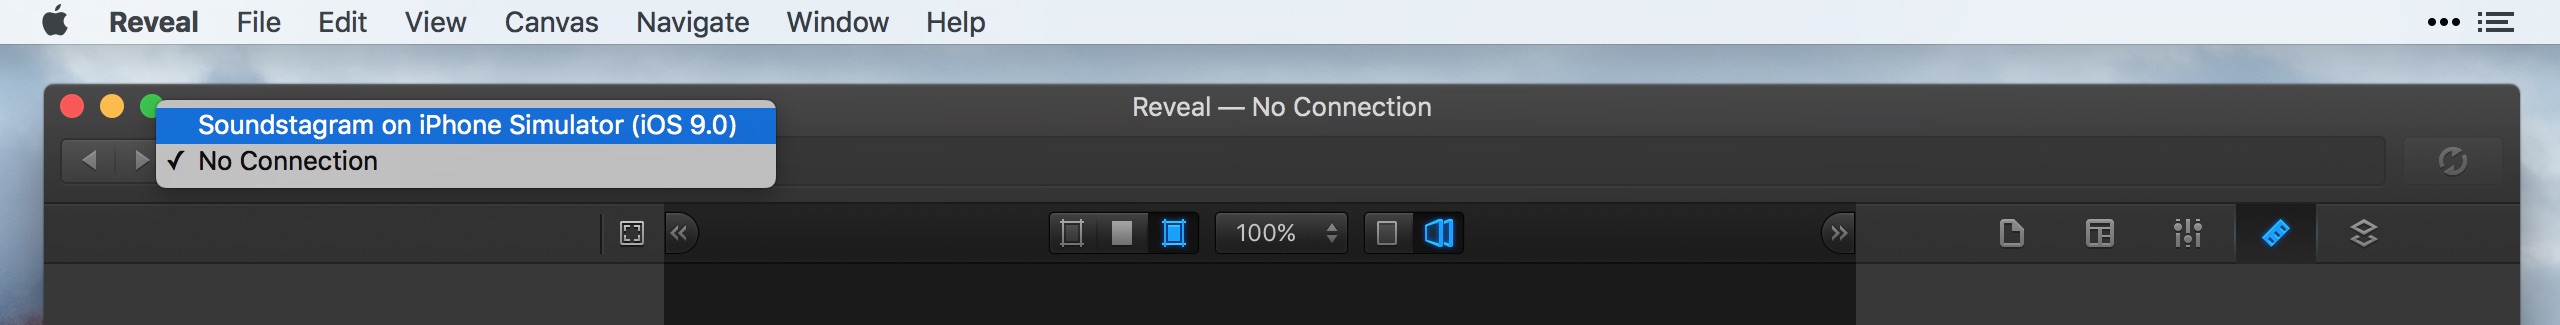 Reveal File Edit View Canvas Navigate Window Help
Reveal — No Connection
Soundstagram on iPhone Simulator (iOS 9.0)
✓ No Connection
100%